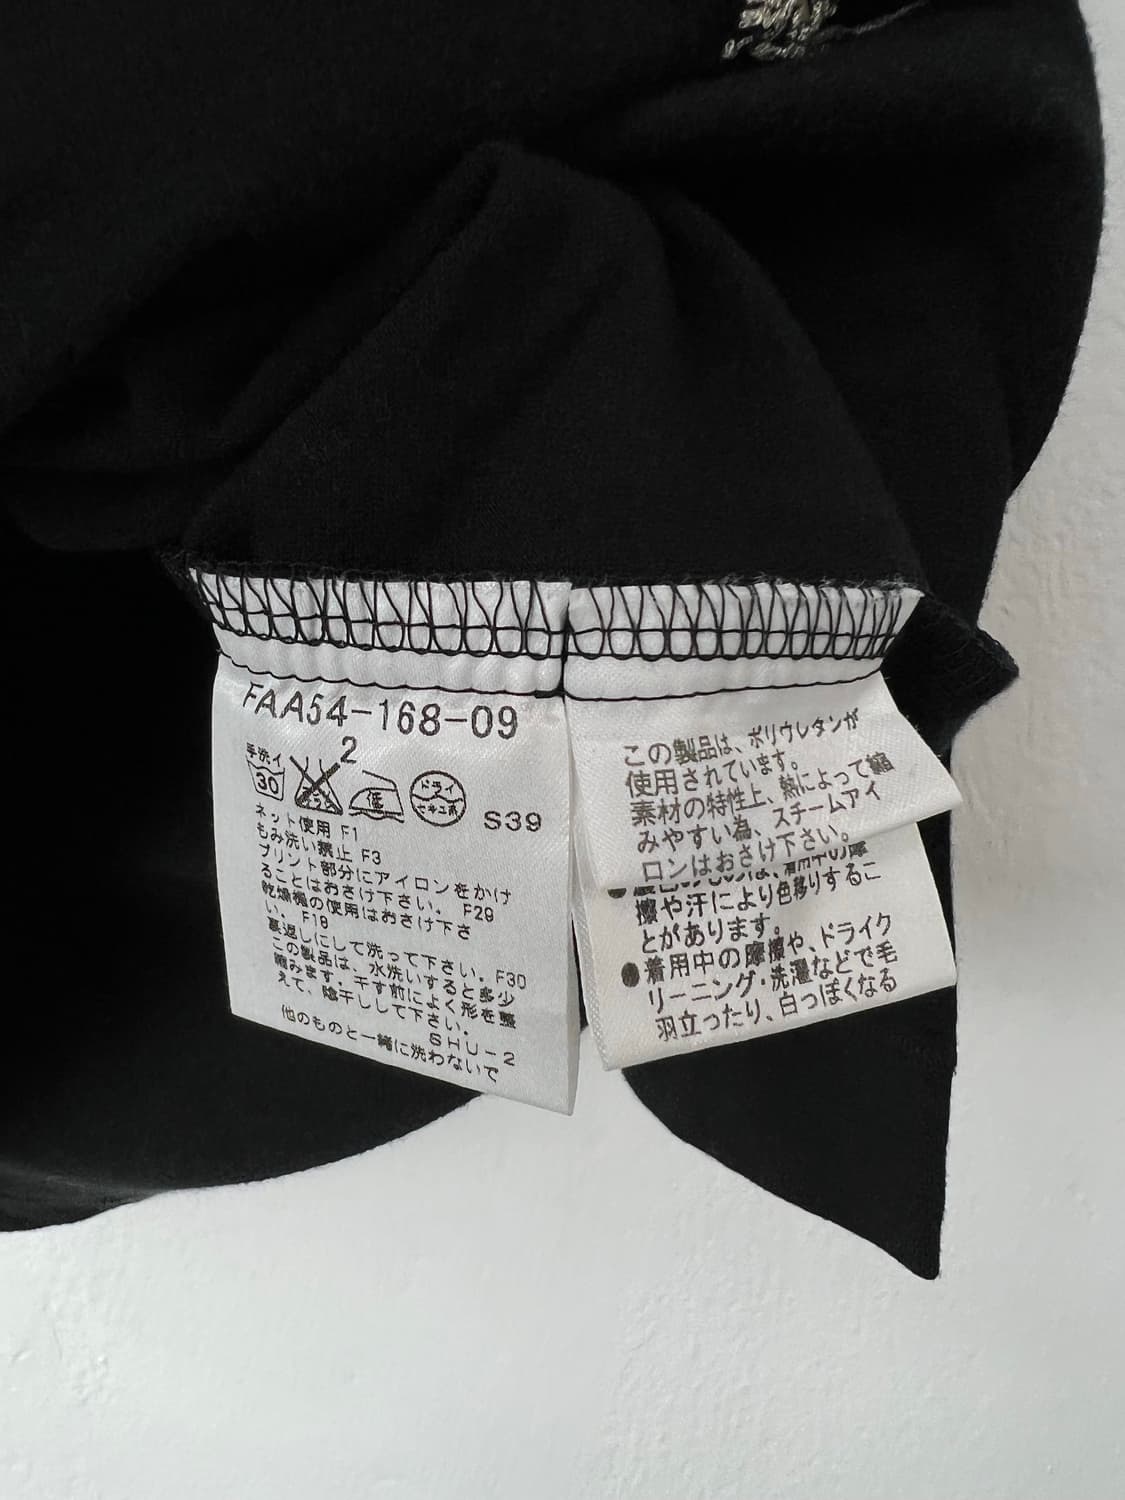 FAA54-168-09
2
手洗イ
30
エンソサラシ
低
ドライ
セキユ系
S39
ネット使用 F1
もみ洗い禁止 F3
プリント部分にアイロンをかけ
ることはおさけ下さい. F29
乾燥機の使用はおさけ下さ
い. F18
裏返しにして洗って下さい. F30
この製品は、水洗いすると多少
縮みます. 干す前によく形を整
えて、陰干しして下さい.
SHU-2
他のものと一緒に洗わないで
この製品は、ポリウレタンが
使用されています。
素材の特性上、熱によって縮
みやすい為、スチームアイ
ロンはおさけ下さい。
擦や汗により色移りするこ
とがあります。
●着用中の摩擦や、ドライク
リーニング・洗濯などで毛
羽立ったり、白っぽくなる